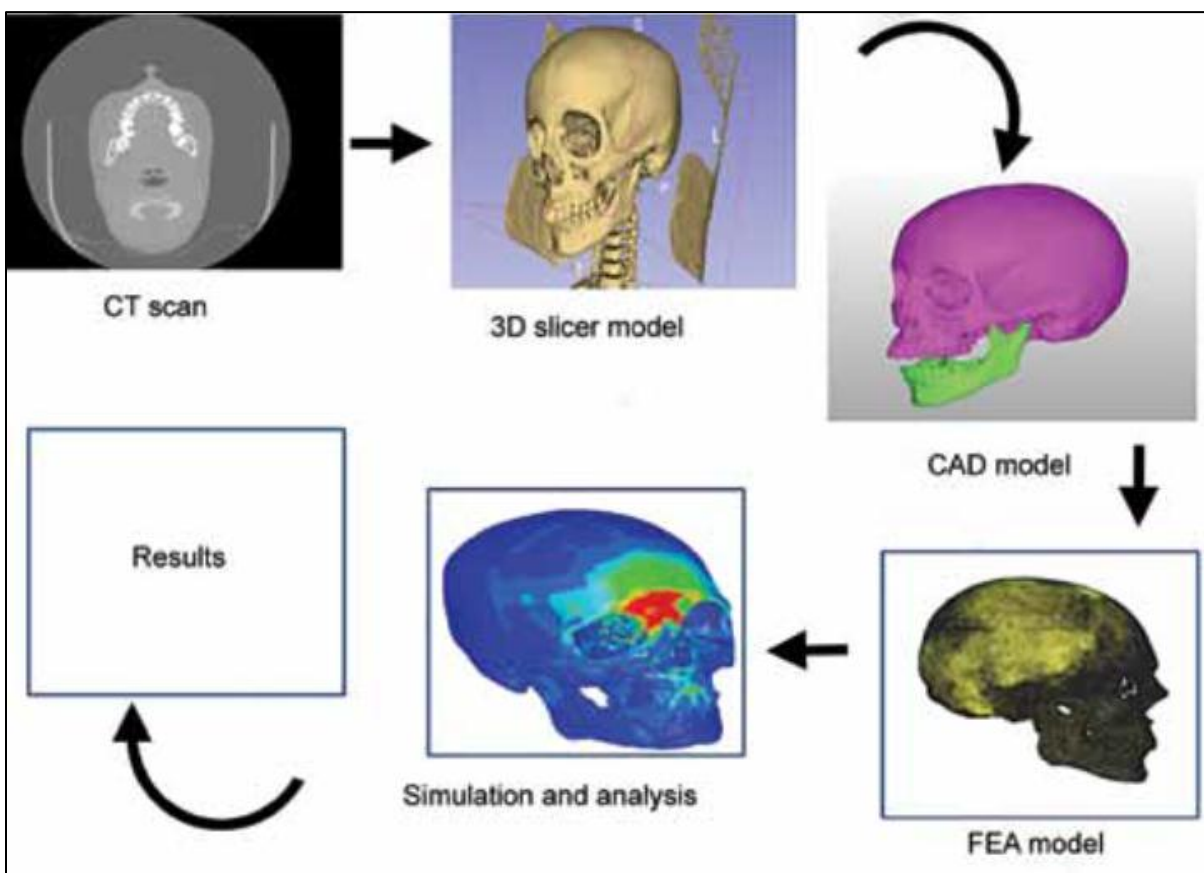 CT scan
3D slicer model
CAD model
FEA model
Simulation and analysis
Results